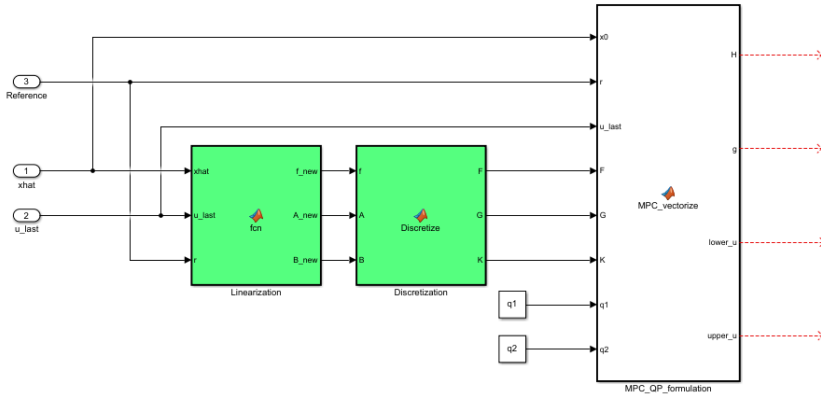 x0
H
3
Reference
r
u_last
g
1
xhat
xhat
f_new
f
F
F
MPC_vectorize
2
u_last
u_last
fcn
A_new
A
Discretize
G
G
lower_u
r
B_new
B
K
K
Linearization
Discretization
q1
q1
upper_u
q2
q2
MPC_QP_formulation